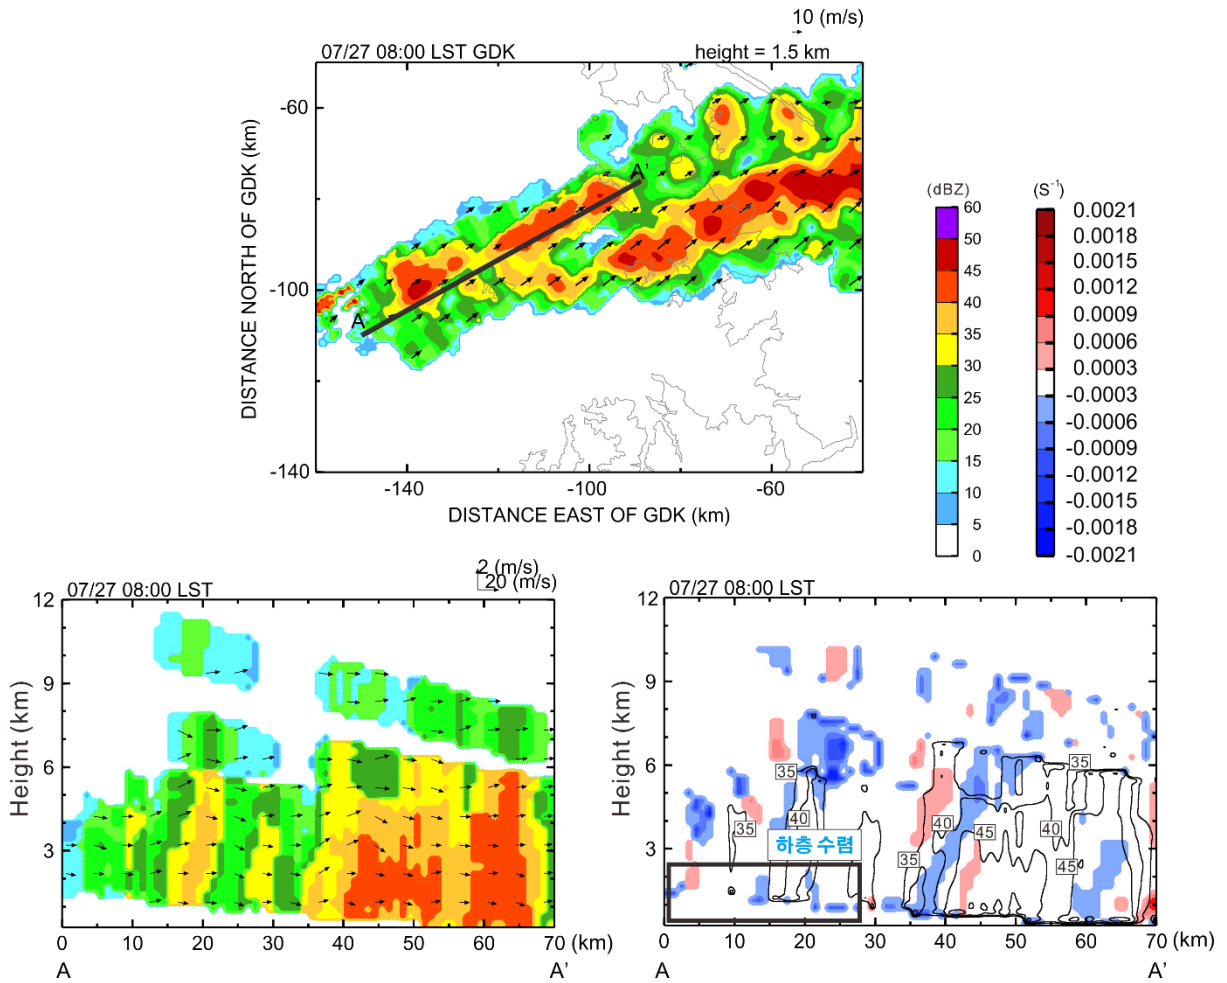 10 (m/s)
07/27 08:00 LST GDK
height = 1.5 km
DISTANCE NORTH OF GDK (km)
-60
-100
-140
A
A'
-140
-100
-60
DISTANCE EAST OF GDK (km)
(dBZ)
60
50
45
40
35
30
25
20
15
10
5
0
(S⁻¹)
0.0021
0.0018
0.0015
0.0012
0.0009
0.0006
0.0003
-0.0003
-0.0006
-0.0009
-0.0012
-0.0015
-0.0018
-0.0021
07/27 08:00 LST
2 (m/s)
20 (m/s)
Height (km)
12
9
6
3
0 10 20 30 40 50 60 70 (km)
A A'
07/27 08:00 LST
Height (km)
12
9
6
3
35
35
40
35
35
40
45
40
45
하층 수렴
0 10 20 30 40 50 60 70 (km)
A A'